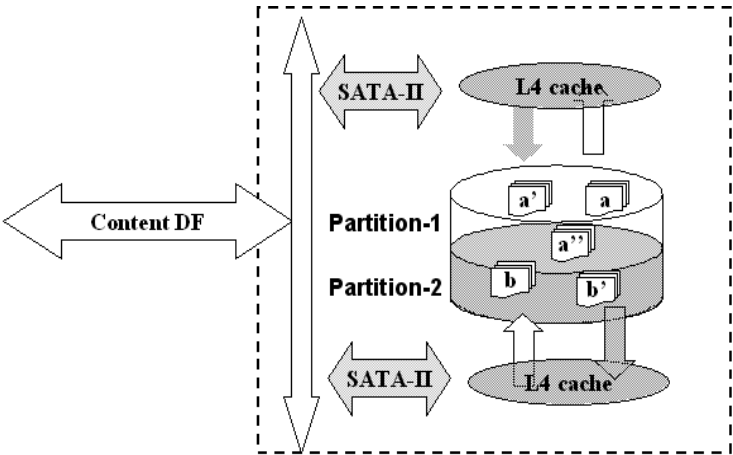 SATA-II
L4 cache
a’
a
Content DF
Partition-1
a’’
Partition-2
b
b’
SATA-II
L4 cache